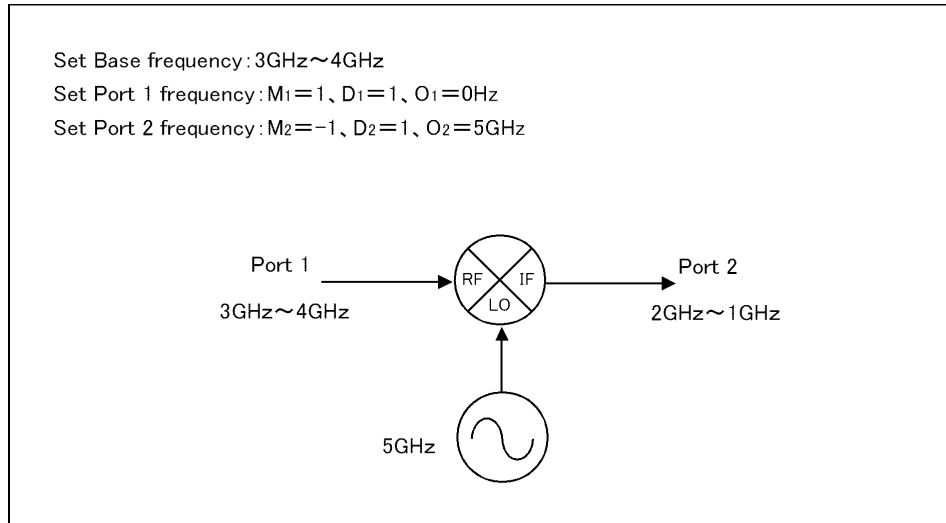 Set Base frequency:3GHz～4GHz
Set Port 1 frequency:M1=1、D1=1、O1=0Hz
Set Port 2 frequency:M2=-1、D2=1、O2=5GHz
Port 1
3GHz～4GHz
RF
IF
LO
Port 2
2GHz～1GHz
5GHz